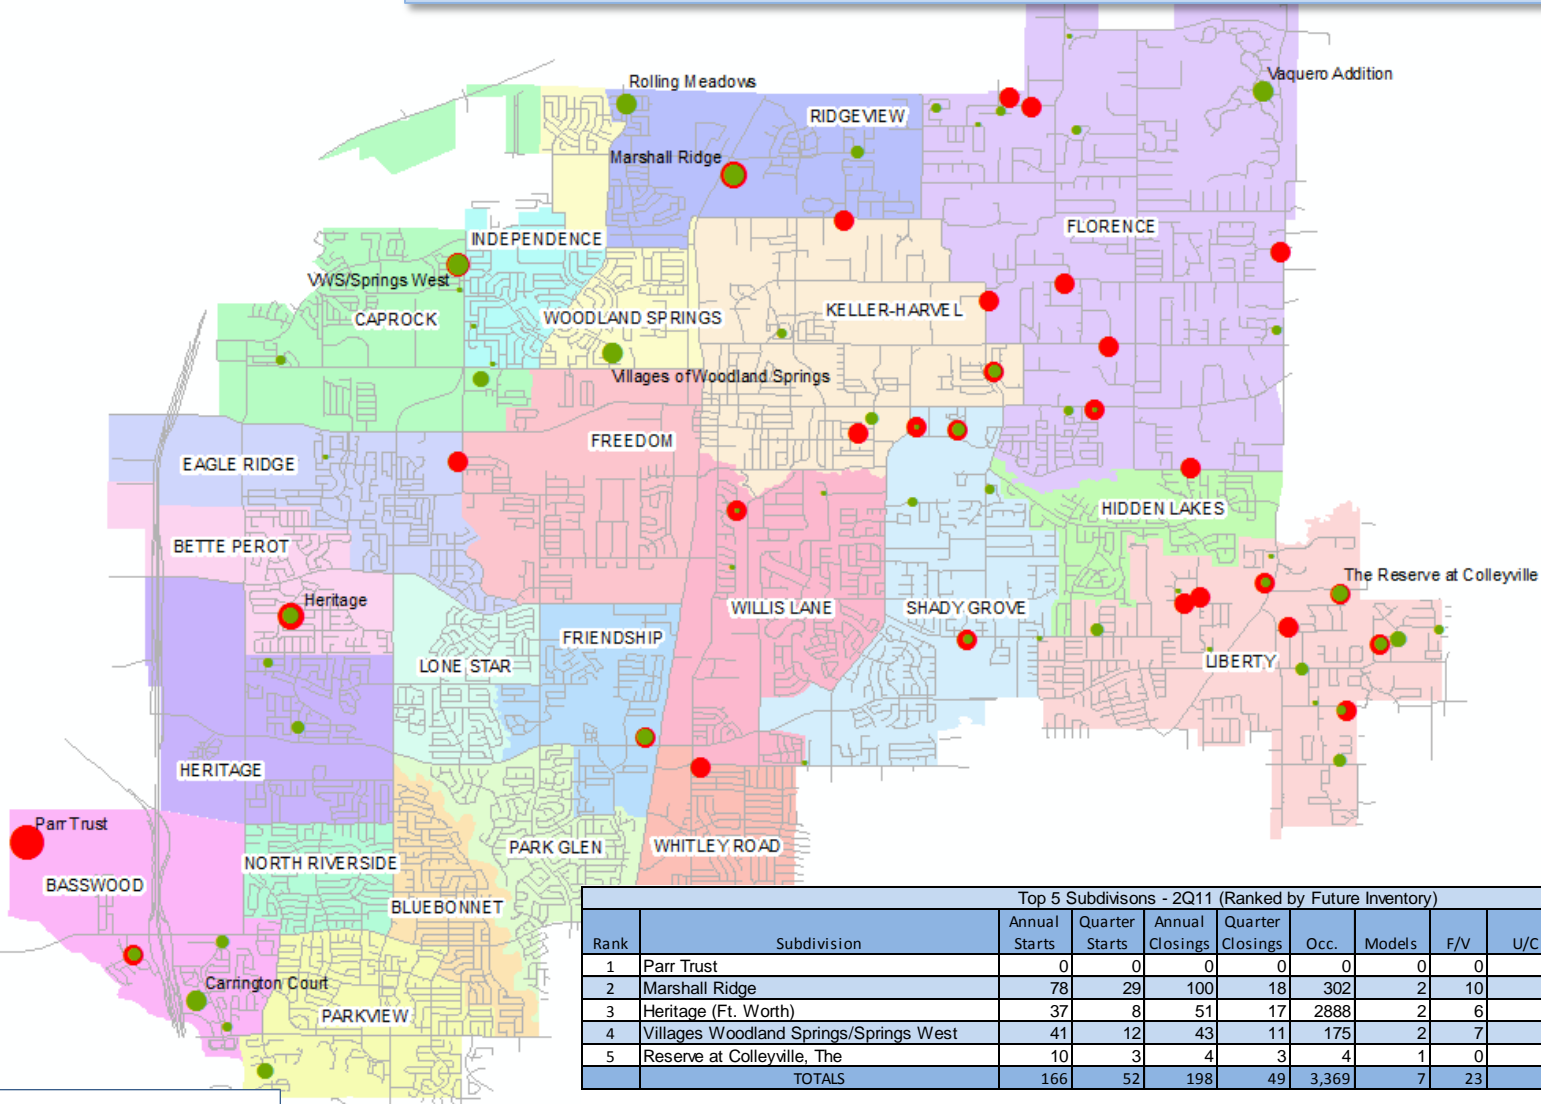 Vaquero Addition
Rolling Meadows
RIDGEVIEW
Marshall Ridge
FLORENCE
INDEPENDENCE
VWS/Springs West
KELLER-HARVEL
CAPROCK
WOODLAND SPRINGS
Villages of Woodland Springs
FREEDOM
EAGLE RIDGE
HIDDEN LAKES
BETTE PEROT
The Reserve at Colleyville
Heritage
WILLIS LANE
SHADY GROVE
FRIENDSHIP
LONE STAR
LIBERTY
HERITAGE
Parr Trust
PARK GLEN
WHITLEY ROAD
NORTH RIVERSIDE
BASSWOOD
BLUEBONNET
Carrington Court
PARKVIEW
Top 5 Subdivisons - 2Q11 (Ranked by Future Inventory)
Rank Subdivision Annual Starts Quarter Starts Annual Closings Quarter Closings Occ. Models F/V U/C
1 Parr Trust 0 0 0 0 0 0 0
2 Marshall Ridge 78 29 100 18 302 2 10
3 Heritage (Ft. Worth) 37 8 51 17 2888 2 6
4 Villages Woodland Springs/Springs West 41 12 43 11 175 2 7
5 Reserve at Colleyville, The 10 3 4 3 4 1 0
TOTALS 166 52 198 49 3,369 7 23